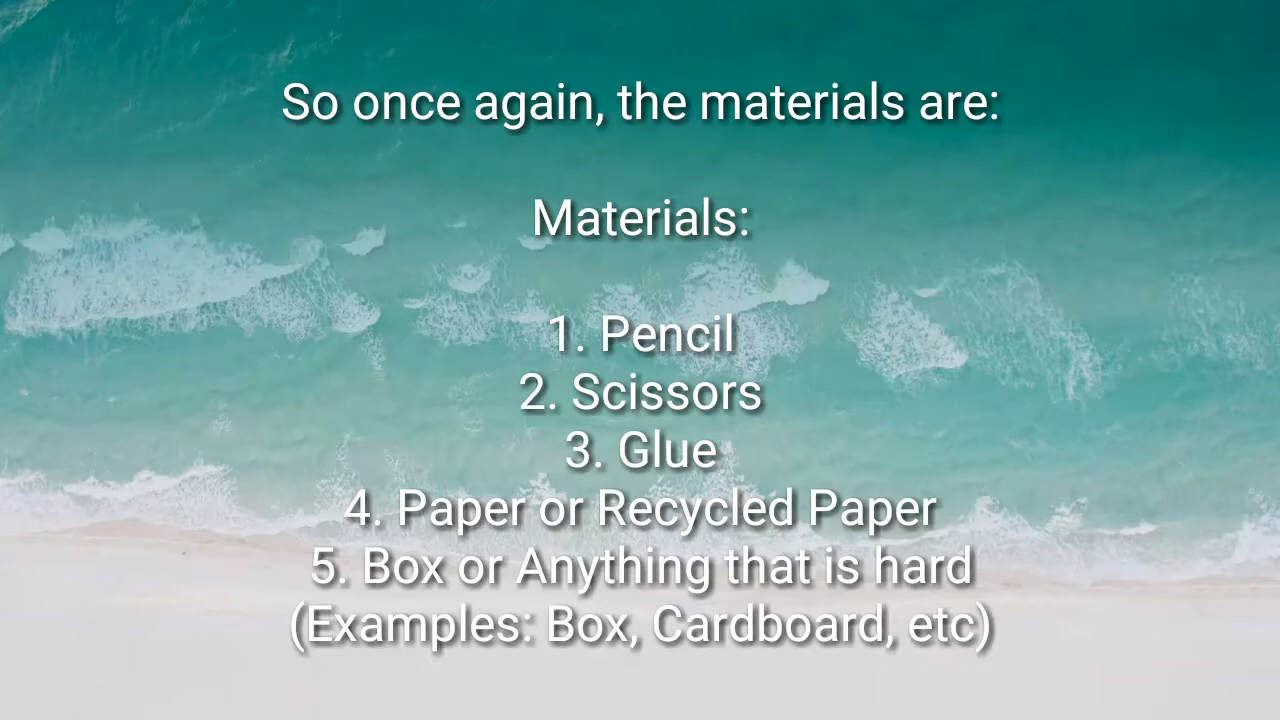 So once again, the materials are:
Materials:
1. Pencil
2. Scissors
3. Glue
4. Paper or Recycled Paper
5. Box or Anything that is hard
(Examples: Box, Cardboard, etc)